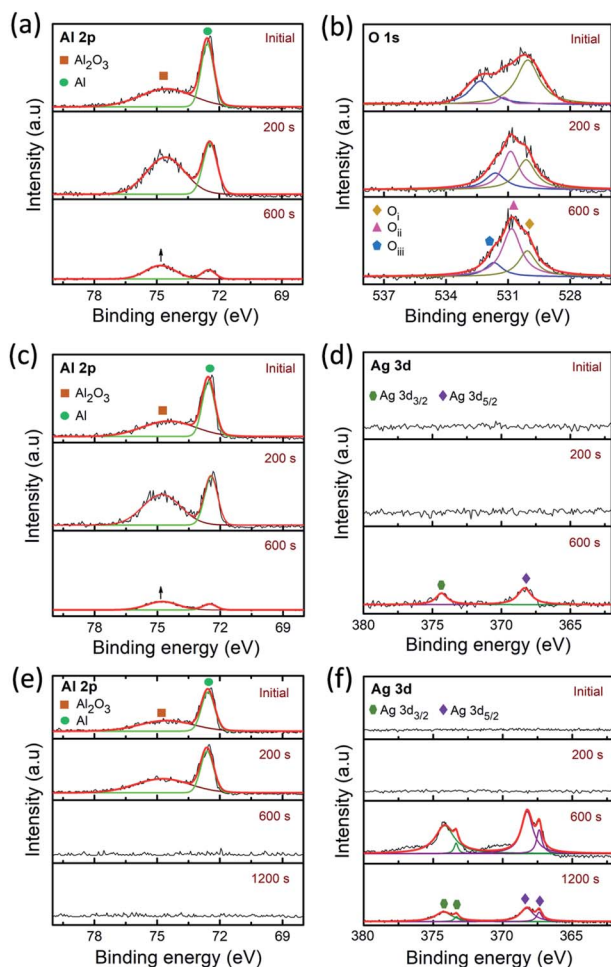 (a)
Al 2p
Initial
Al₂O₃
Al
200 s
600 s
Intensity (a.u)
78 75 72 69
Binding energy (eV)
(b)
O 1s
Initial
200 s
600 s
Oᵢ
Oᵢᵢ
Oᵢᵢᵢ
Intensity (a.u)
537 534 531 528
Binding energy (eV)
(c)
Al 2p
Initial
Al₂O₃
Al
200 s
600 s
Intensity (a.u)
78 75 72 69
Binding energy (eV)
(d)
Ag 3d
Initial
Ag 3d₃/₂ Ag 3d₅/₂
200 s
600 s
Intensity (a.u)
380 375 370 365
Binding energy (eV)
(e)
Al 2p
Initial
Al₂O₃
Al
200 s
600 s
1200 s
Intensity (a.u)
78 75 72 69
Binding energy (eV)
(f)
Ag 3d
Initial
Ag 3d₃/₂ Ag 3d₅/₂
200 s
600 s
1200 s
Intensity (a.u)
380 375 370 365
Binding energy (eV)